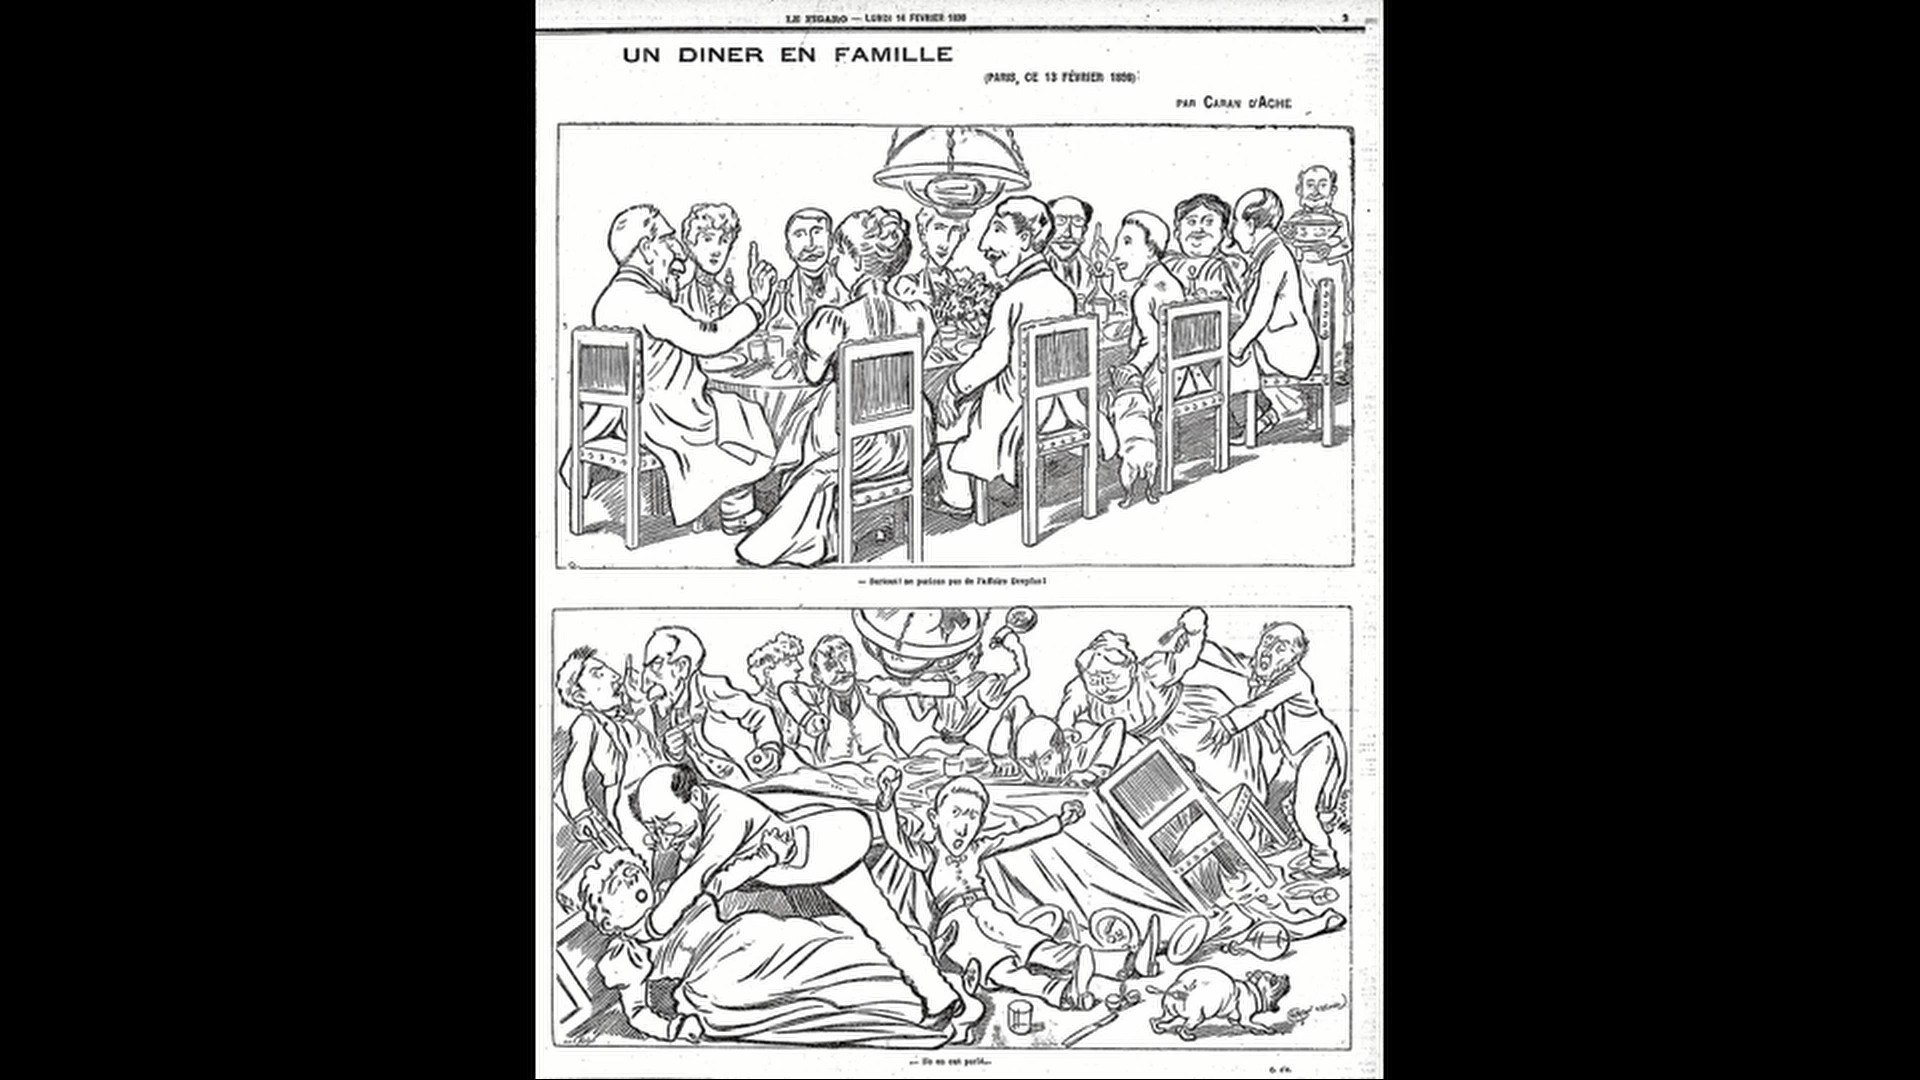 LE FIGARO — LUNDI 14 FÉVRIER 1898
3
UN DINER EN FAMILLE
(PARIS, CE 13 FÉVRIER 1898)
PAR CARAN D'ACHE
— Surtout! ne parlons pas de l'affaire Dreyfus!
— Ils en ont parlé...